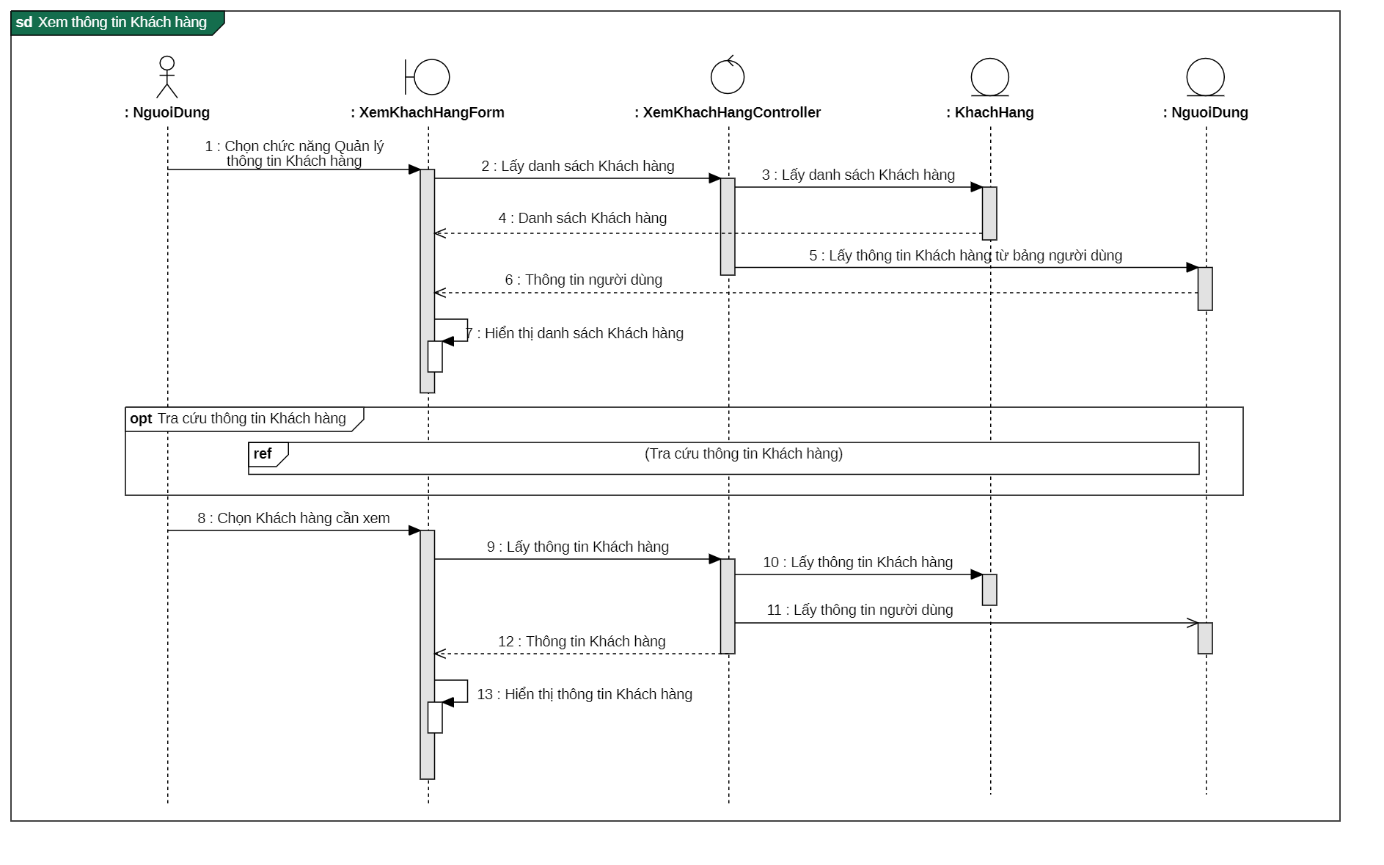 sd Xem thông tin Khách hàng
: NguoiDung
: XemKhachHangForm
: XemKhachHangController
: KhachHang
: NguoiDung
1 : Chọn chức năng Quản lý
thông tin Khách hàng
2 : Lấy danh sách Khách hàng
3 : Lấy danh sách Khách hàng
4 : Danh sách Khách hàng
5 : Lấy thông tin Khách hàng từ bảng người dùng
6 : Thông tin người dùng
7 : Hiển thị danh sách Khách hàng
opt Tra cứu thông tin Khách hàng
ref (Tra cứu thông tin Khách hàng)
8 : Chọn Khách hàng cần xem
9 : Lấy thông tin Khách hàng
10 : Lấy thông tin Khách hàng
11 : Lấy thông tin người dùng
12 : Thông tin Khách hàng
13 : Hiển thị thông tin Khách hàng